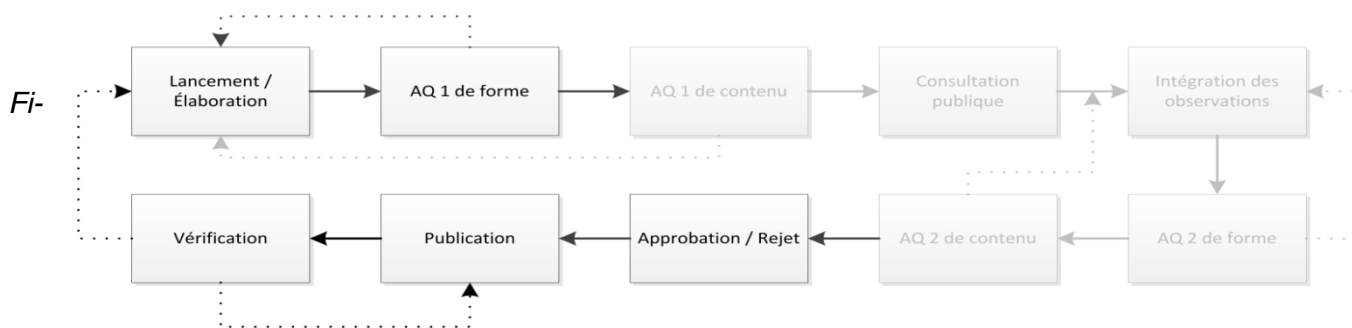 Fi-
Lancement /
Élaboration
AQ 1 de forme
AQ 1 de contenu
Consultation
publique
Intégration des
observations
Vérification
Publication
Approbation / Rejet
AQ 2 de contenu
AQ 2 de forme